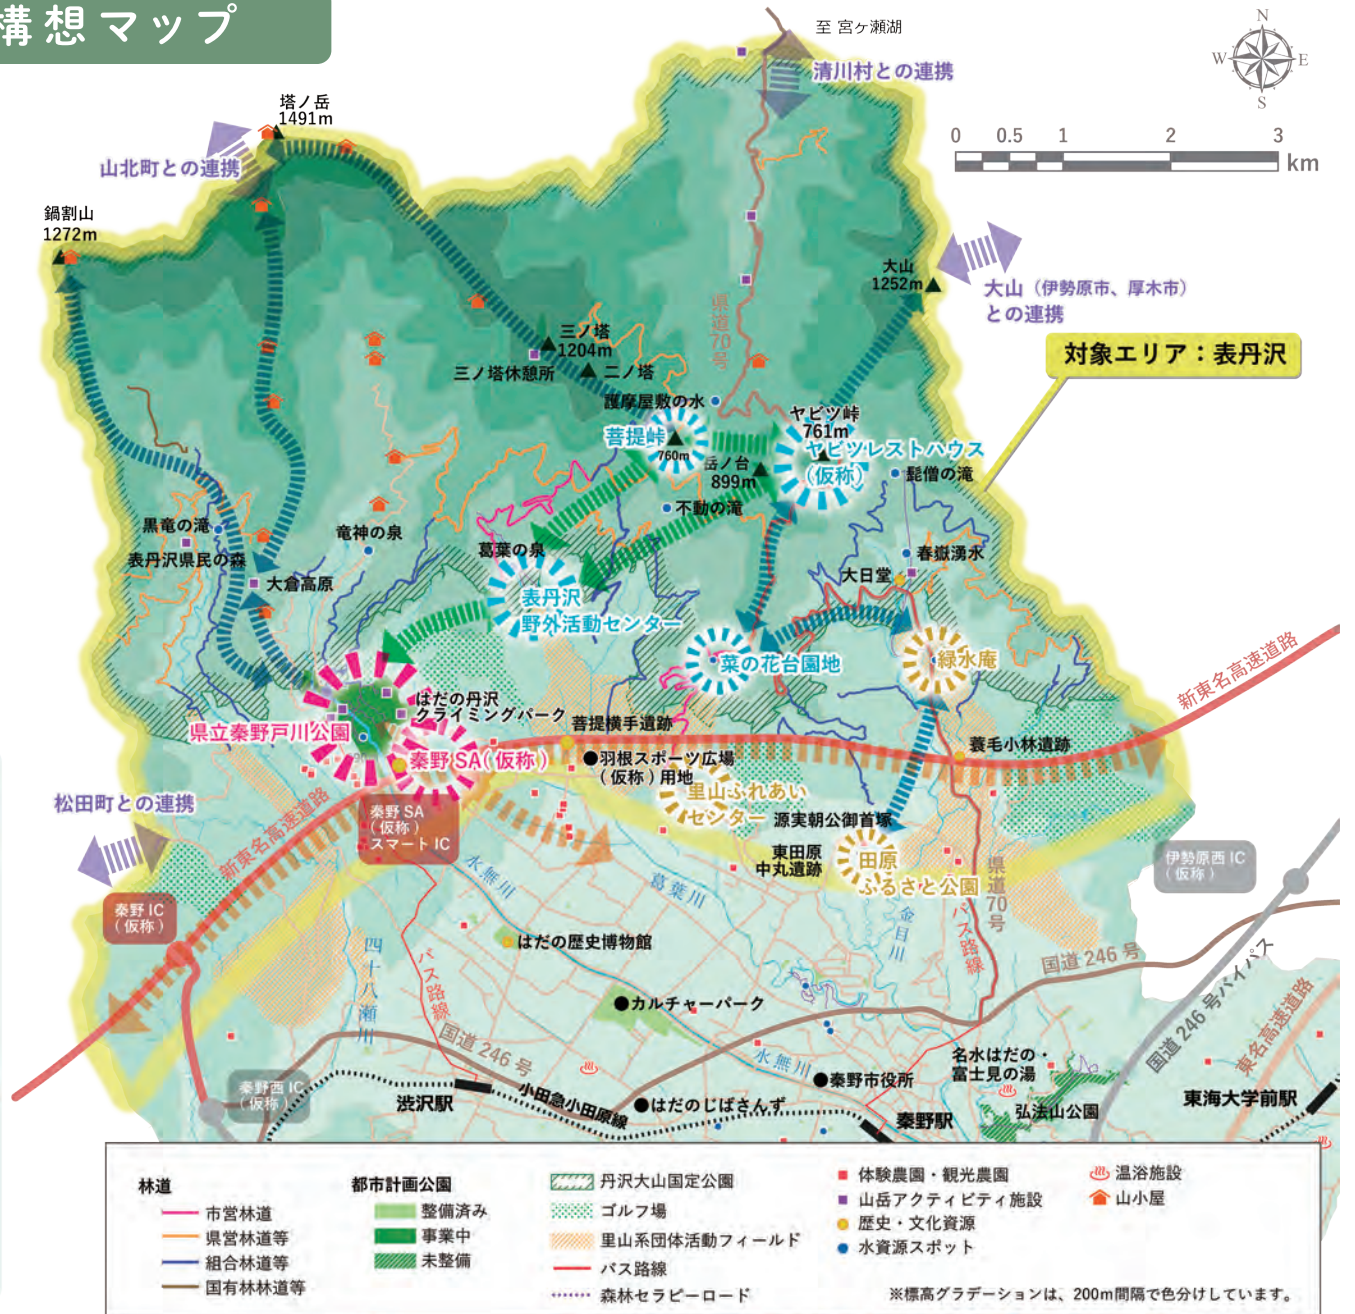 構想マップ
至 宮ヶ瀬湖
N
W
E
S
清川村との連携
0 0.5 1 2 3
km
塔ノ岳
1491m
山北町との連携
鍋割山
1272m
大山
1252m
大山（伊勢原市、厚木市）
との連携
対象エリア：表丹沢
県道70号
三ノ塔
1204m
三ノ塔休憩所
二ノ塔
護摩屋敷の水
菩提峠
760m
ヤビツ峠
761m
ヤビツレストハウス
（仮称）
岳ノ台
899m
髭僧の滝
不動の滝
黒竜の滝
表丹沢県民の森
竜神の泉
葛葉の泉
春嶽湧水
大日堂
大倉高原
表丹沢
野外活動センター
菜の花台園地
緑水庵
新東名高速道路
はだの丹沢
クライミングパーク
県立秦野戸川公園
菩提横手遺跡
秦野 SA（仮称）
羽根スポーツ広場
（仮称）用地
蓑毛小林遺跡
里山ふれあい
センター
松田町との連携
新東名高速道路
秦野 SA
（仮称）
スマート IC
源実朝公御首塚
東田原
中丸遺跡
田原
ふるさと公園
伊勢原西 IC
（仮称）
県道70号
秦野 IC
（仮称）
水無川
葛葉川
金目川
バス路線
はだの歴史博物館
四十八瀬川
バス路線
国道 246 号
国道 246 号バイパス
東名高速道路
カルチャーパーク
国道 246 号
水無川
秦野市役所
名水はだの・
富士見の湯
弘法山公園
秦野西 IC
（仮称）
渋沢駅
小田急小田原線
はだのじばさんず
秦野駅
東海大学前駅
林道
市営林道
県営林道等
組合林道等
国有林林道等
都市計画公園
整備済み
事業中
未整備
丹沢大山国定公園
ゴルフ場
里山系団体活動フィールド
バス路線
森林セラピーロード
体験農園・観光農園
山岳アクティビティ施設
歴史・文化資源
水資源スポット
温浴施設
山小屋
※標高グラデーションは、200m間隔で色分けしています。